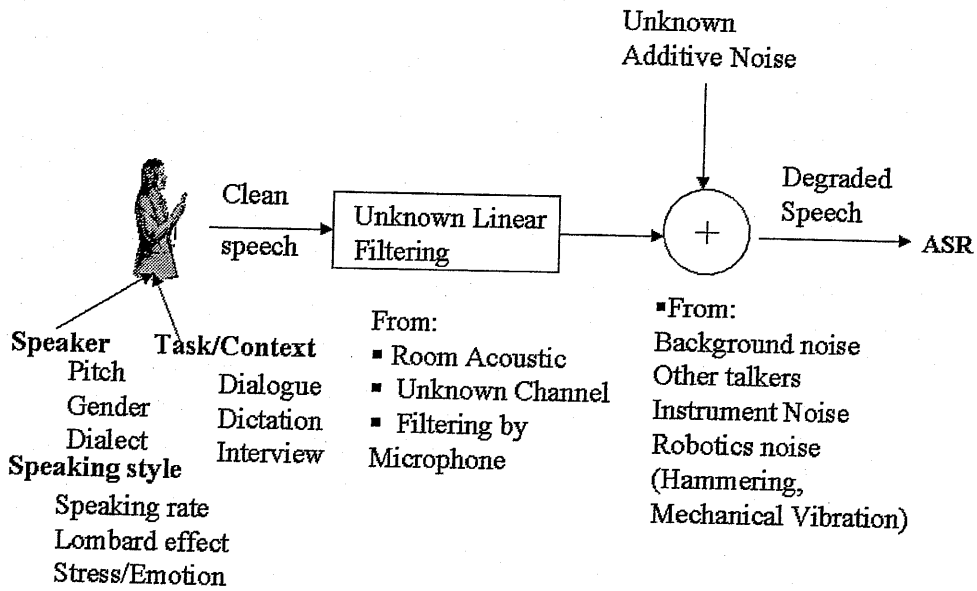 Unknown
Additive Noise
Clean
speech
Unknown Linear
Filtering
+
Degraded
Speech
ASR
Speaker
Pitch
Gender
Dialect
Speaking style
Speaking rate
Lombard effect
Stress/Emotion
Task/Context
Dialogue
Dictation
Interview
From:
▪ Room Acoustic
▪ Unknown Channel
▪ Filtering by
Microphone
▪From:
Background noise
Other talkers
Instrument Noise
Robotics noise
(Hammering,
Mechanical Vibration)